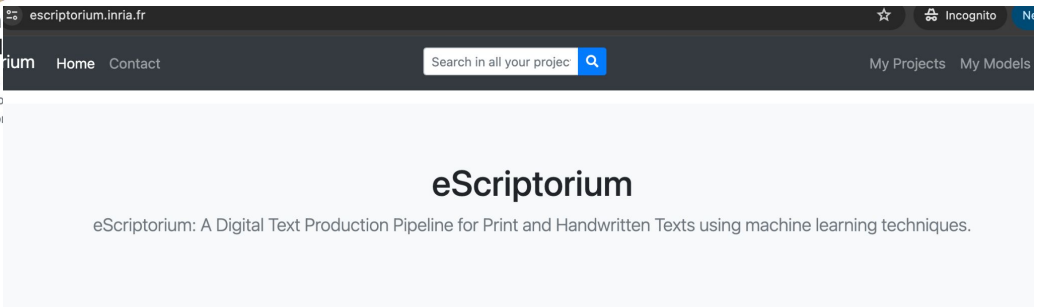 escriptorium.inria.fr Incognito
Home Contact Search in all your projec My Projects My Models
eScriptorium
eScriptorium: A Digital Text Production Pipeline for Print and Handwritten Texts using machine learning techniques.